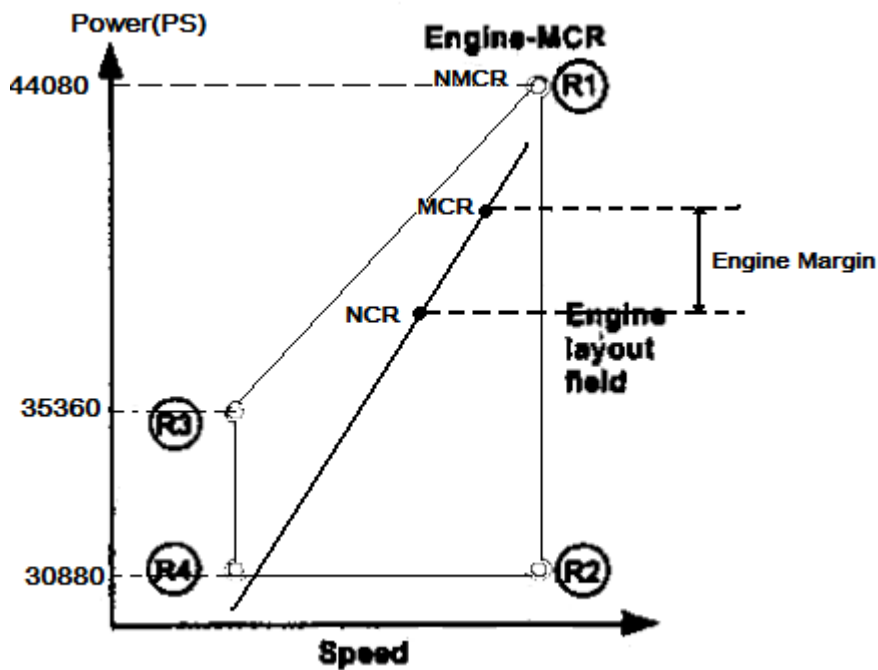 Power(PS)
Engine-MCR
44080
NMCR
R1
MCR
Engine Margin
NCR
Engine
layout
field
35360
R3
R4
30880
R2
Speed